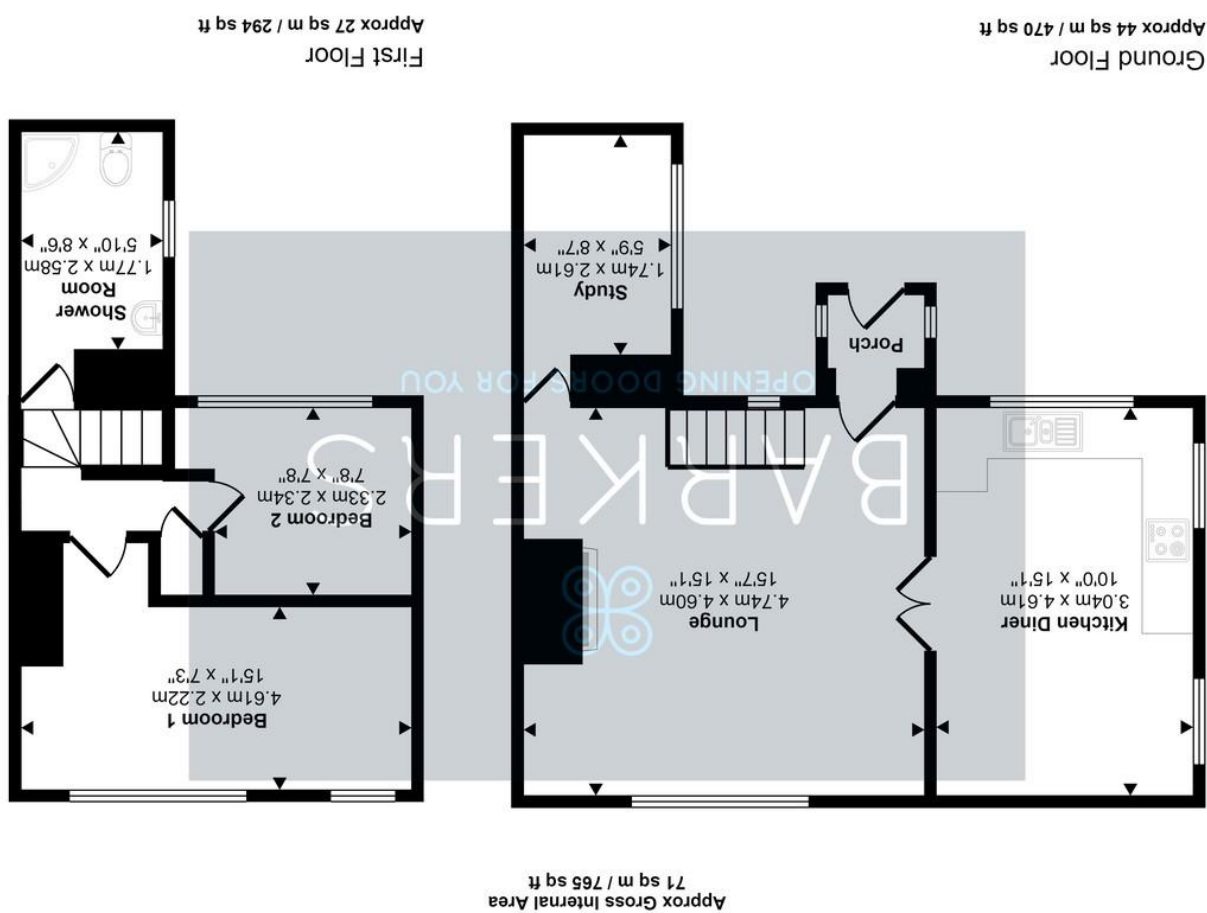 Approx Gross Internal Area
71 sq m / 765 sq ft
Kitchen Diner
3.04m x 4.61m
10'0" x 15'1"
Lounge
4.74m x 4.60m
15'7" x 15'1"
Bedroom 1
4.61m x 2.22m
15'1" x 7'3"
Bedroom 2
2.33m x 2.34m
7'8" x 7'8"
BARKERS
OPENING DOORS FOR YOU
Porch
Study
1.74m x 2.61m
5'9" x 8'7"
Shower
Room
1.77m x 2.58m
5'10" x 8'6"
Ground Floor
Approx 44 sq m / 470 sq ft
First Floor
Approx 27 sq m / 294 sq ft